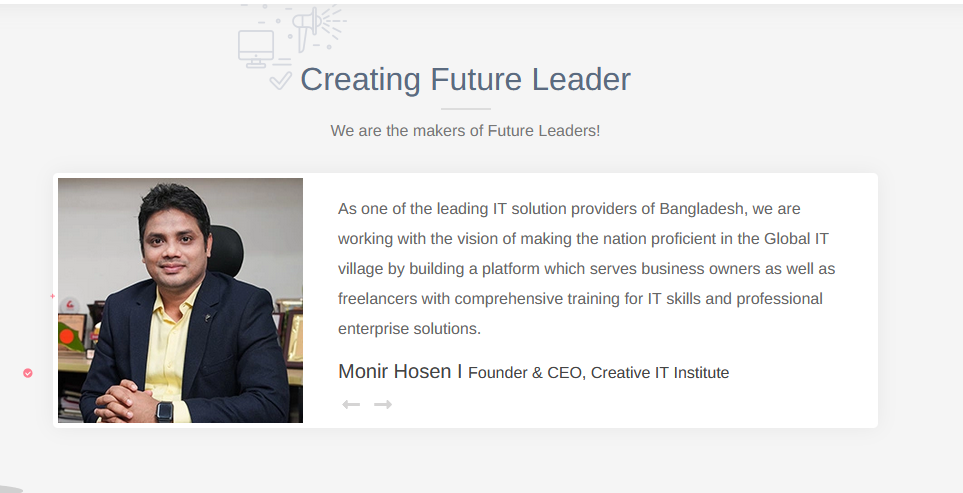 Creating Future Leader
We are the makers of Future Leaders!
As one of the leading IT solution providers of Bangladesh, we are
working with the vision of making the nation proficient in the Global IT
village by building a platform which serves business owners as well as
freelancers with comprehensive training for IT skills and professional
enterprise solutions.
Monir Hosen I Founder & CEO, Creative IT Institute